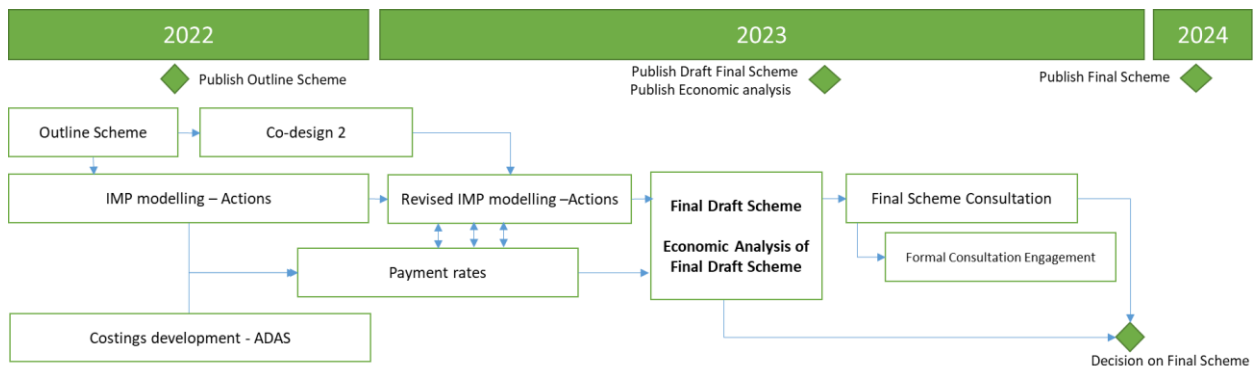 2022
2023
2024
Publish Outline Scheme
Publish Draft Final Scheme
Publish Economic analysis
Publish Final Scheme
Outline Scheme
Co-design 2
IMP modelling – Actions
Revised IMP modelling –Actions
Final Draft Scheme
Economic Analysis of
Final Draft Scheme
Final Scheme Consultation
Formal Consultation Engagement
Payment rates
Costings development - ADAS
Decision on Final Scheme